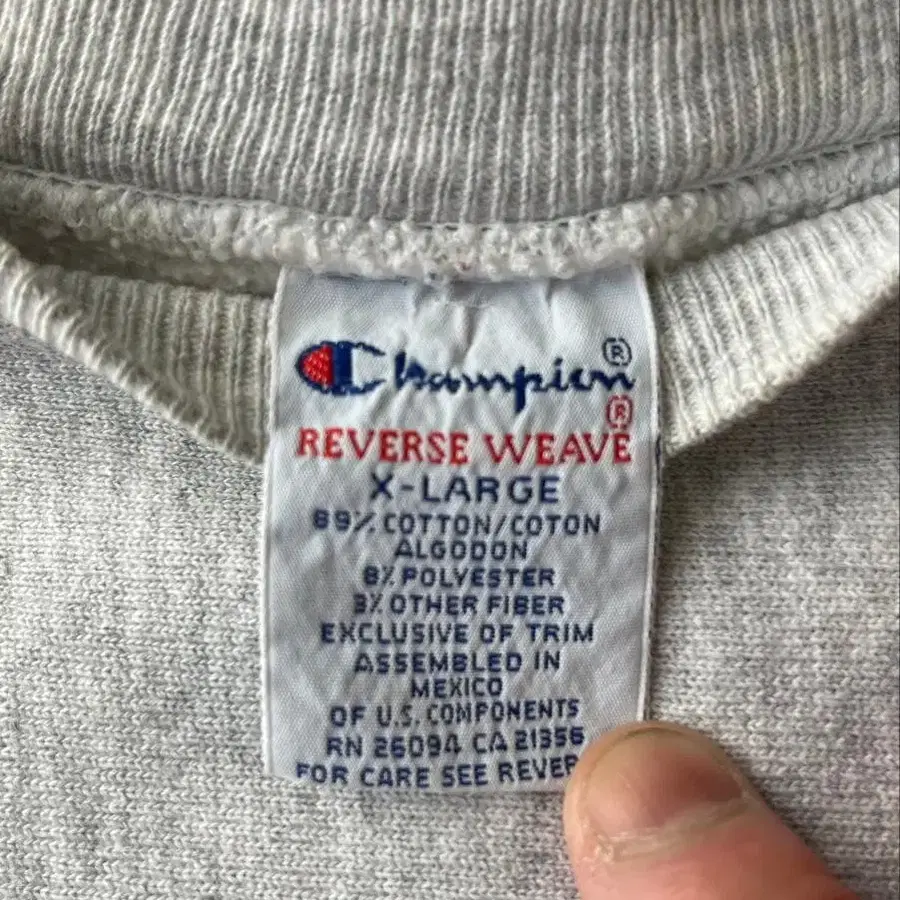 Champion ®
REVERSE WEAVE ®
X-LARGE
89% COTTON/COTON
ALGODON
8% POLYESTER
3% OTHER FIBER
EXCLUSIVE OF TRIM
ASSEMBLED IN
MEXICO
OF U.S. COMPONENTS
RN 26094 CA 21356
FOR CARE SEE